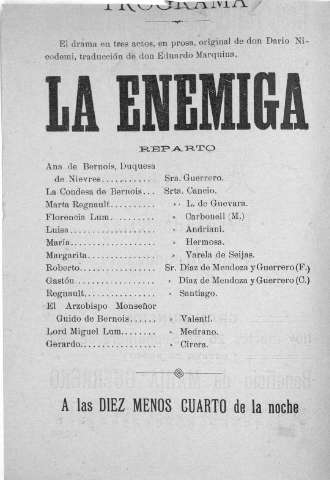 PROGRAMA
El drama en tres actos, en prosa, original de don Darío Ni-
codemi, traducción de don Eduardo Marquina.
LA ENEMIGA
REPARTO
Ana de Bernois, Duquesa
de Nievres............ Sra. Guerrero.
La Condesa de Bernois... Srta. Cancio.
Marta Regnault.......... » L. de Guevara.
Florencia Lum.......... » Carbonell (M.)
Luisa................... » Andriani.
María................... » Hermosa.
Margarita............... » Varela de Seijas.
Roberto................. Sr. Díaz de Mendoza y Guerrero (F.)
Gastón.................. » Díaz de Mendoza y Guerrero (C.)
Regnault................ » Santiago.
El Arzobispo Monseñor
Guido de Bernois...... » Valentí.
Lord Miguel Lum........ » Medrano.
Gerardo................. » Cirera.
A las DIEZ MENOS CUARTO de la noche